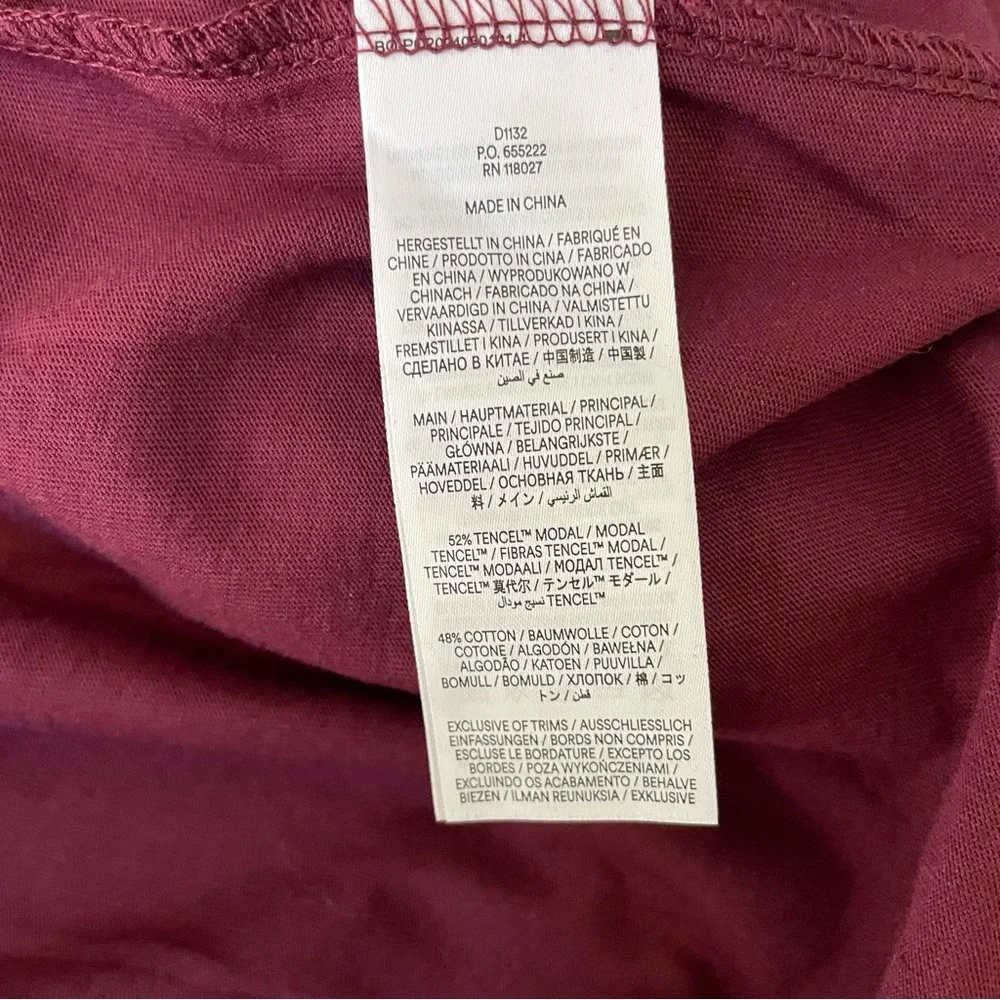 D1132
P.O. 655222
RN 118027
MADE IN CHINA
HERGESTELLT IN CHINA / FABRIQUÉ EN
CHINE / PRODOTTO IN CINA / FABRICADO
EN CHINA / WYPRODUKOWANO W
CHINACH / FABRICADO NA CHINA /
VERVAARDIGD IN CHINA / VALMISTETTU
KIINASSA / TILLVERKAD I KINA /
FREMSTILLET I KINA / PRODUSERT I KINA /
СДЕЛАНО В КИТАЕ / 中国制造 / 中国製 /
صنع في الصين
MAIN / HAUPTMATERIAL / PRINCIPAL /
PRINCIPALE / TEJIDO PRINCIPAL /
GŁÓWNA / BELANGRIJKSTE /
PÄÄMATERIAALI / HUVUDDEL / PRIMÆR /
HOVEDDEL / ОСНОВНАЯ ТКАНЬ / 主面
料 / メイン / القماش الرئيسي
52% TENCEL™ MODAL / MODAL
TENCEL™ / FIBRAS TENCEL™ MODAL /
TENCEL™ MODAALI / МОДАЛ TENCEL™ /
TENCEL™ 莫代尔 / テンセル™ モダール /
نسيج مودال TENCEL™
48% COTTON / BAUMWOLLE / COTON /
COTONE / ALGODÓN / BAWEŁNA /
ALGODÃO / KATOEN / PUUVILLA /
BOMULL / BOMULD / ХЛОПОК / 棉 / コッ
トン / قطن
EXCLUSIVE OF TRIMS / AUSSCHLIESSLICH
EINFASSUNGEN / BORDS NON COMPRIS /
ESCLUSE LE BORDATURE / EXCEPTO LOS
BORDES / POZA WYKOŃCZENIAMI /
EXCLUINDO OS ACABAMENTO / BEHALVE
BIEZEN / ILMAN REUNUKSIA / EXKLUSIVE